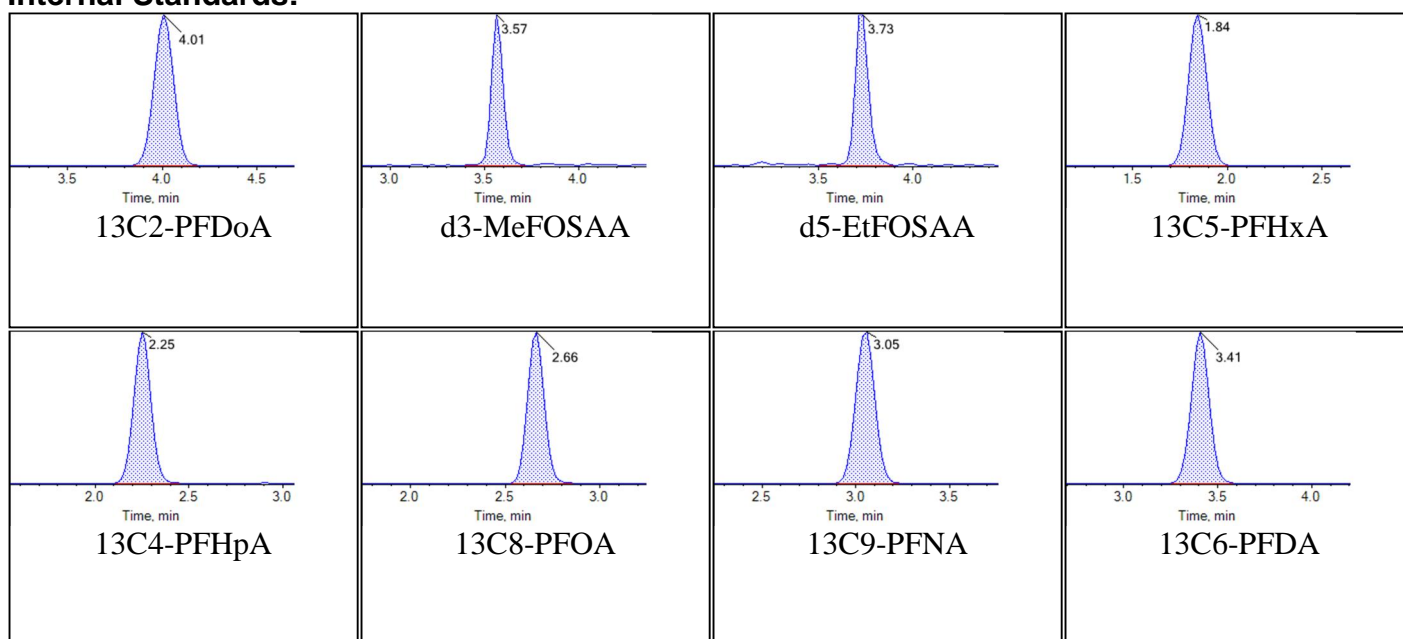 Internal Standards:
4.01
3.57
3.73
1.84
3.5 4.0 4.5
3.0 3.5 4.0
3.5 4.0
1.5 2.0 2.5
Time, min
Time, min
Time, min
Time, min
13C2-PFDoA
d3-MeFOSAA
d5-EtFOSAA
13C5-PFHxA
2.25
2.66
3.05
3.41
2.0 2.5 3.0
2.0 2.5 3.0
2.5 3.0 3.5
3.0 3.5 4.0
Time, min
Time, min
Time, min
Time, min
13C4-PFHpA
13C8-PFOA
13C9-PFNA
13C6-PFDA